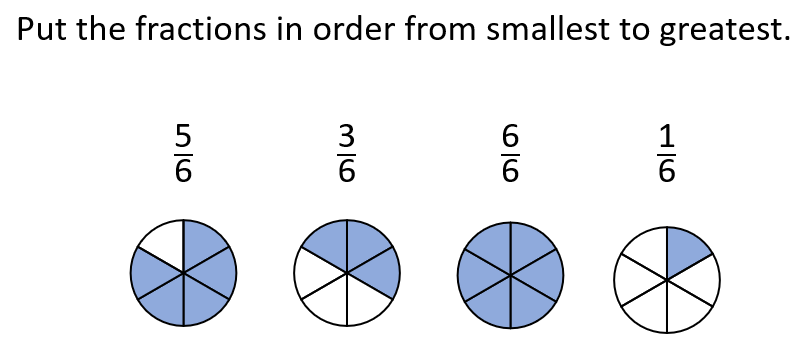 Put the fractions in order from smallest to greatest.
5/6 3/6 6/6 1/6